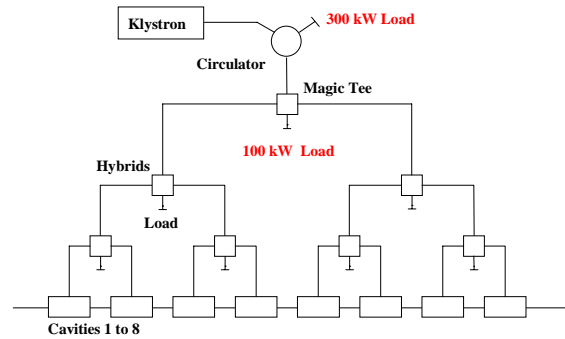 Klystron
300 kW Load
Circulator
Magic Tee
100 kW  Load
Hybrids
Load
Cavities 1 to 8